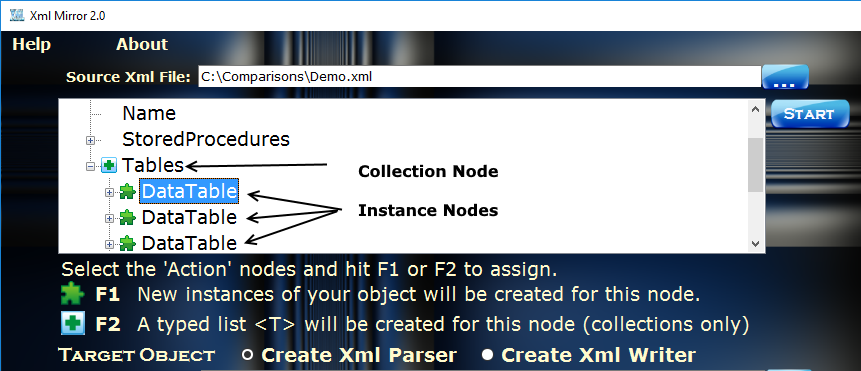 Xml Mirror 2.0
Help About
Source Xml File: C:\Comparisons\Demo.xml ...
Name
START
StoredProcedures
Tables
Collection Node
DataTable
DataTable
Instance Nodes
DataTable
Select the 'Action' nodes and hit F1 or F2 to assign.
F1 New instances of your object will be created for this node.
F2 A typed list <T> will be created for this node (collections only)
TARGET OBJECT Create Xml Parser Create Xml Writer